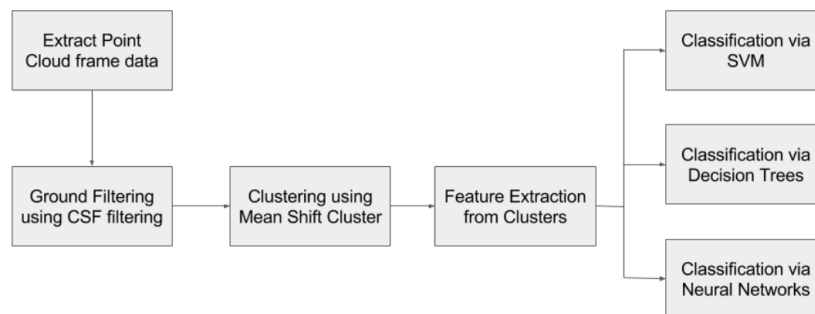 Extract Point
Cloud frame data
Ground Filtering
using CSF filtering
Clustering using
Mean Shift Cluster
Feature Extraction
from Clusters
Classification via
SVM
Classification via
Decision Trees
Classification via
Neural Networks